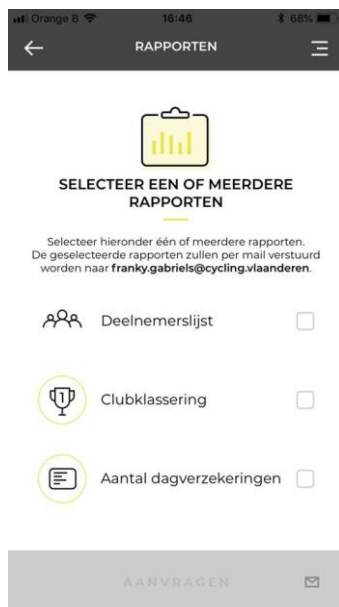 Orange B 16:46 68%
RAPPORTEN
SELECTEER EEN OF MEERDERE
RAPPORTEN
Selecteer hieronder één of meerdere rapporten.
De geselecteerde rapporten zullen per mail verstuurd
worden naar franky.gabriels@cycling.vlaanderen.
Deelnemerslijst
1
Clubklassering
Aantal dagverzekeringen
AANVRAGEN